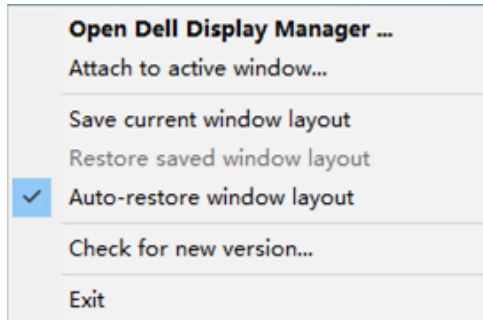 Open Dell Display Manager ...
Attach to active window...
Save current window layout
Restore saved window layout
Auto-restore window layout
Check for new version...
Exit